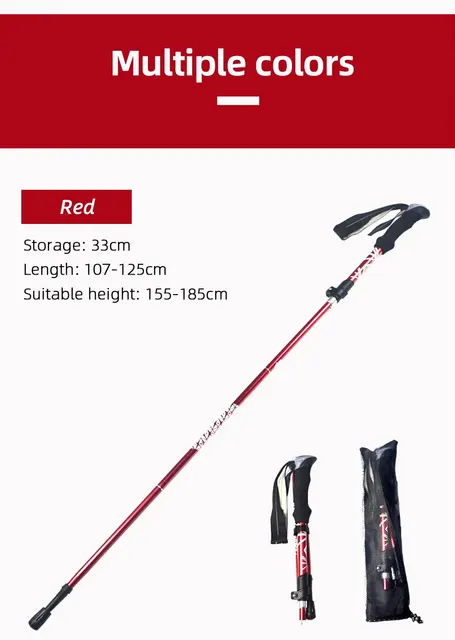 Multiple colors
Red
Storage: 33cm
Length: 107-125cm
Suitable height: 155-185cm